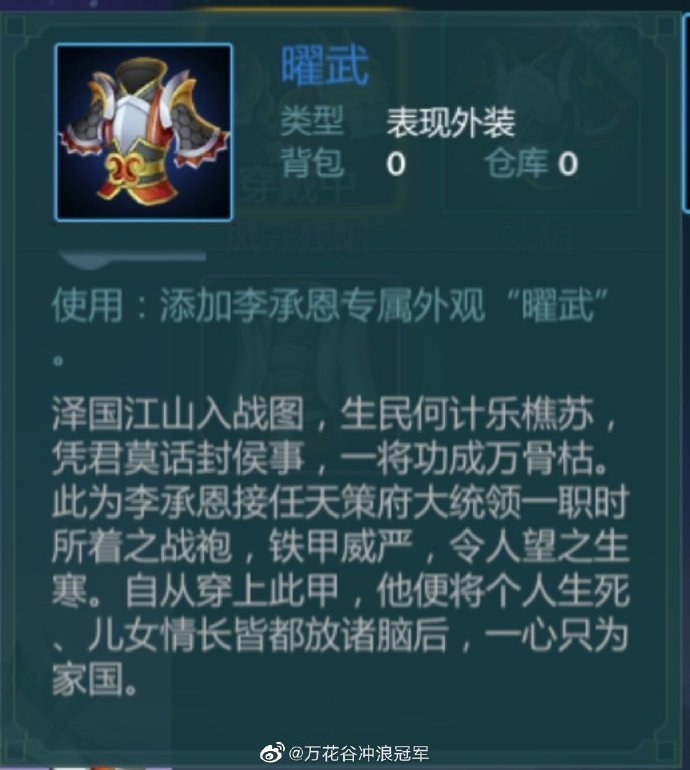 曜武
类型 表现外装
背包 0 仓库 0
穿戴中
使用：添加李承恩专属外观“曜武”
。
泽国江山入战图，生民何计乐樵苏，
凭君莫话封侯事，一将功成万骨枯。
此为李承恩接任天策府大统领一职时
所着之战袍，铁甲威严，令人望之生
寒。自从穿上此甲，他便将个人生死
、儿女情长皆都放诸脑后，一心只为
家国。
@万花谷冲浪冠军